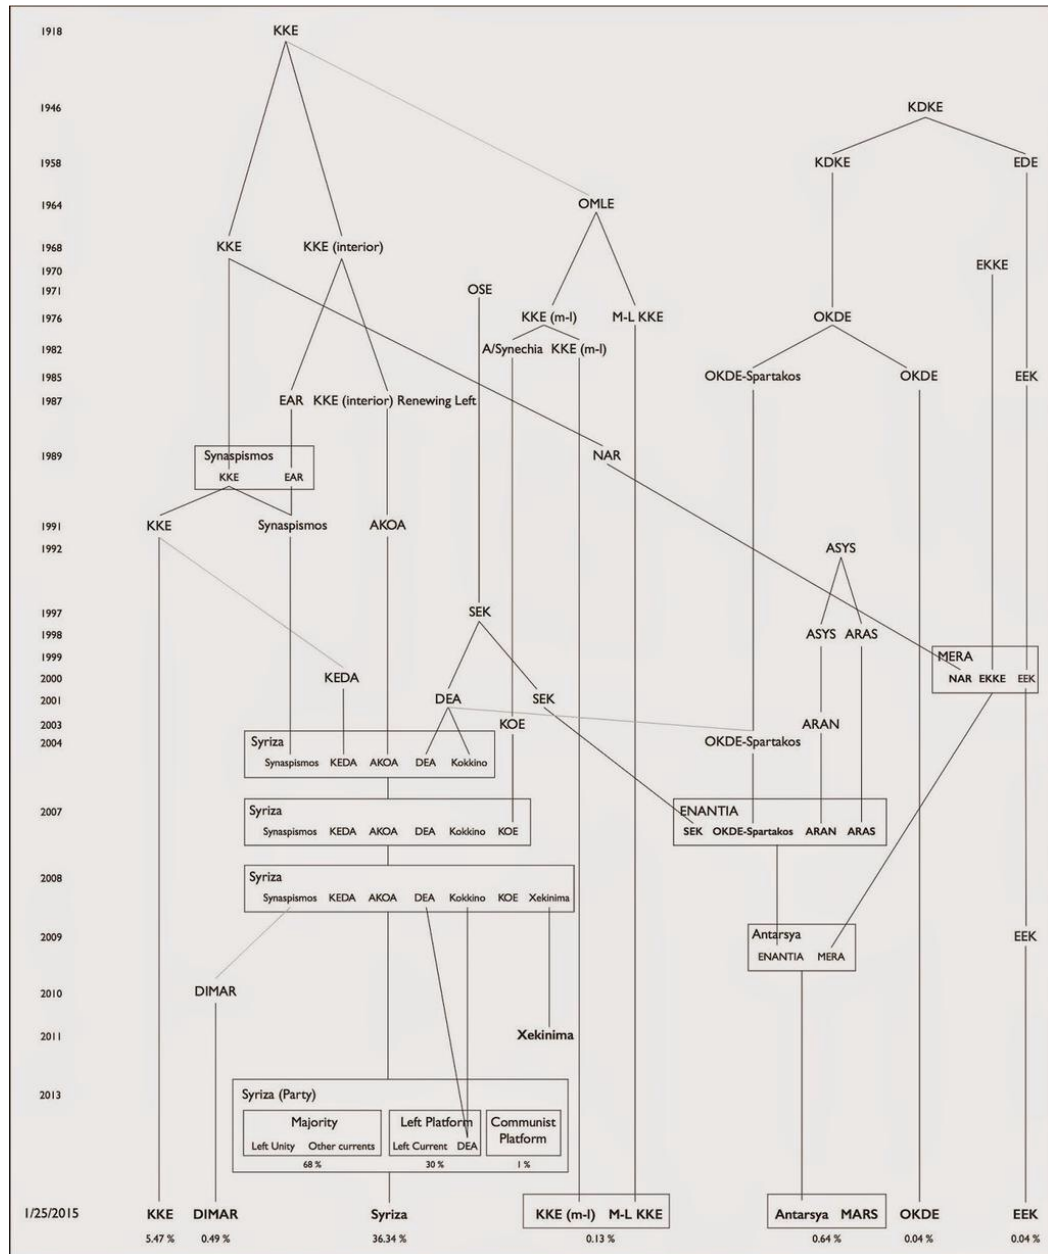 1918 KKE
1946 KDKE
1958 KDKE EDE
1964 OMLE
1968 KKE KKE (interior)
1970 EKKE
1971 OSE
1976 KKE (m-l) M-L KKE OKDE
1982 A/Synechia KKE (m-l)
1985 OKDE-Spartakos OKDE EEK
1987 EAR KKE (interior) Renewing Left
1989 Synaspismos NAR
KKE EAR
1991 KKE Synaspismos AKOA
1992 ASYS
1997 SEK
1998 ASYS ARAS
1999 MERA
2000 KEDA NAR EKKE EEK
2001 DEA SEK
2003 KOE ARAN
2004 Syriza OKDE-Spartakos
Synaspismos KEDA AKOA DEA Kokkino
2007 Syriza ENANTIA
Synaspismos KEDA AKOA DEA Kokkino KOE SEK OKDE-Spartakos ARAN ARAS
2008 Syriza
Synaspismos KEDA AKOA DEA Kokkino KOE Xekinima
2009 Antarsya EEK
ENANTIA MERA
2010 DIMAR
2011 Xekinima
2013 Syriza (Party)
Majority Left Platform Communist
Platform
Left Unity Other currents Left Current DEA
68 % 30 % 1 %
1/25/2015 KKE DIMAR Syriza KKE (m-l) M-L KKE Antarsya MARS OKDE EEK
5.47 % 0.49 % 36.34 % 0.13 % 0.64 % 0.04 % 0.04 %